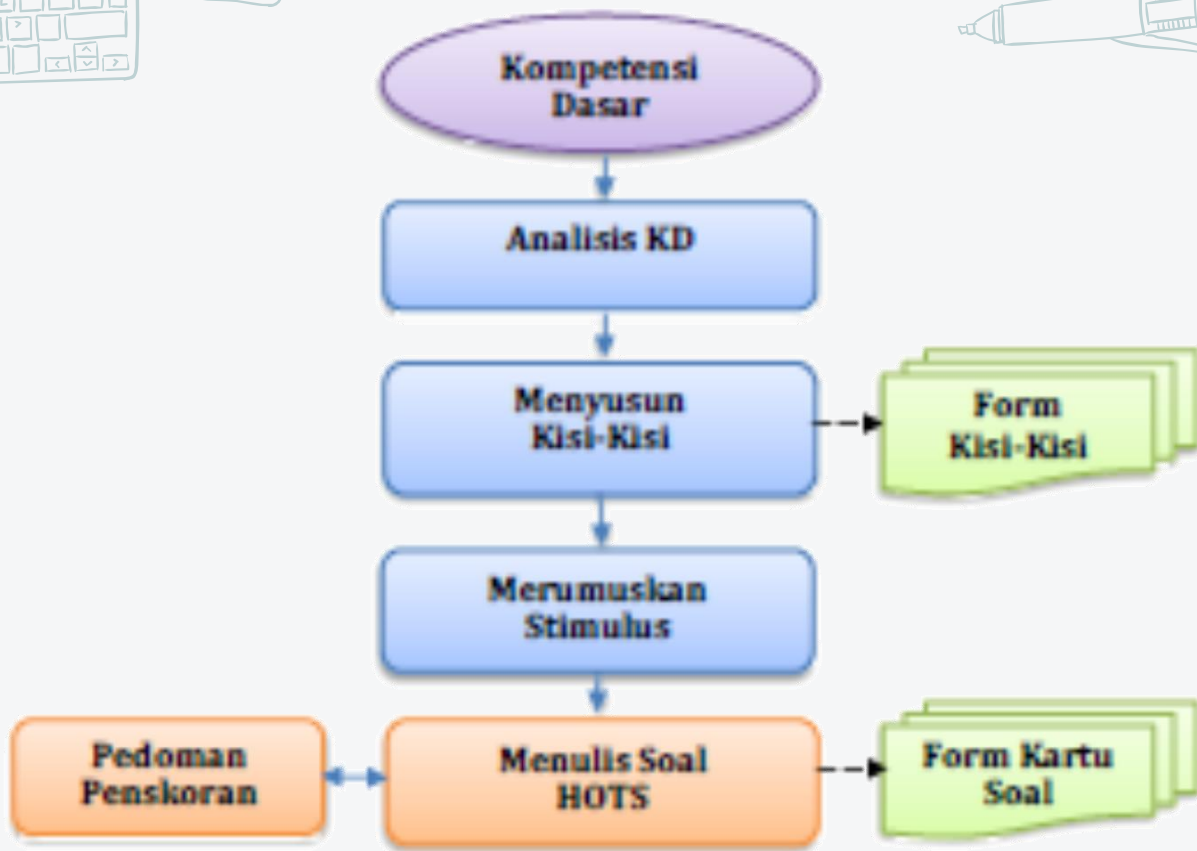 Kompetensi
Dasar
Analisis KD
Menyusun
Kisi-Kisi
Form
Kisi-Kisi
Merumuskan
Stimulus
Pedoman
Penskoran
Menulis Soal
HOTS
Form Kartu
Soal